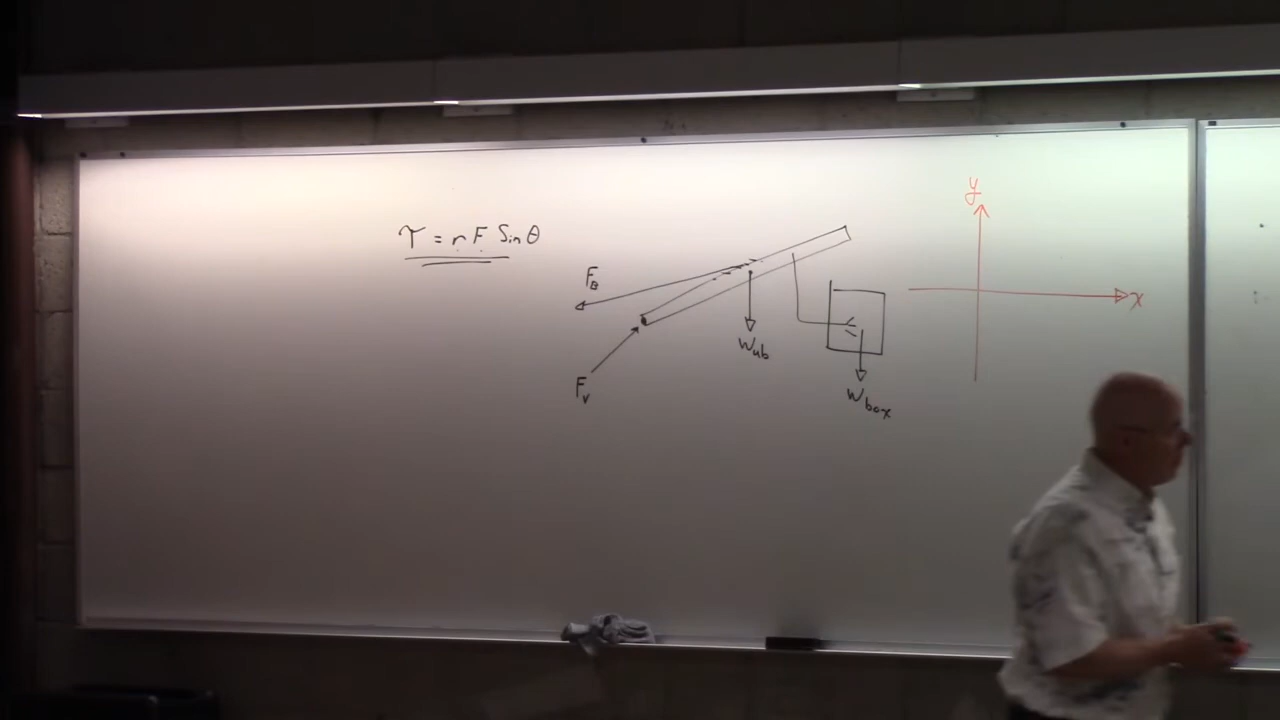 τ = r F Sin θ
y
F_B
x
W_ub
F_v
W_box